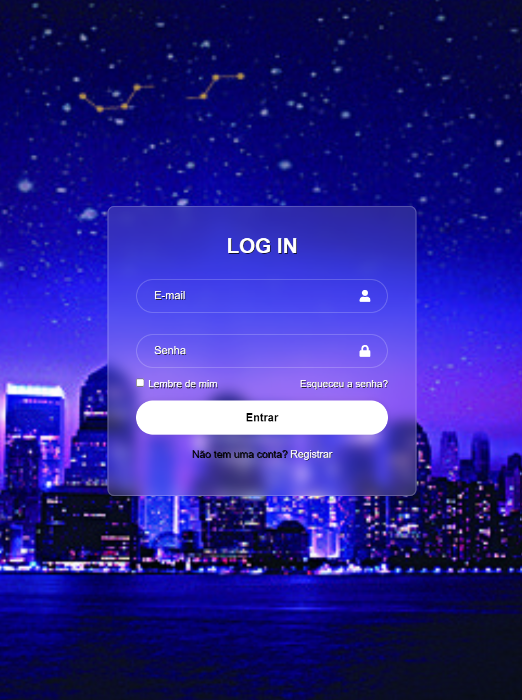 LOG IN
E-mail
Senha
Lembre de mim Esqueceu a senha?
Entrar
Não tem uma conta? Registrar